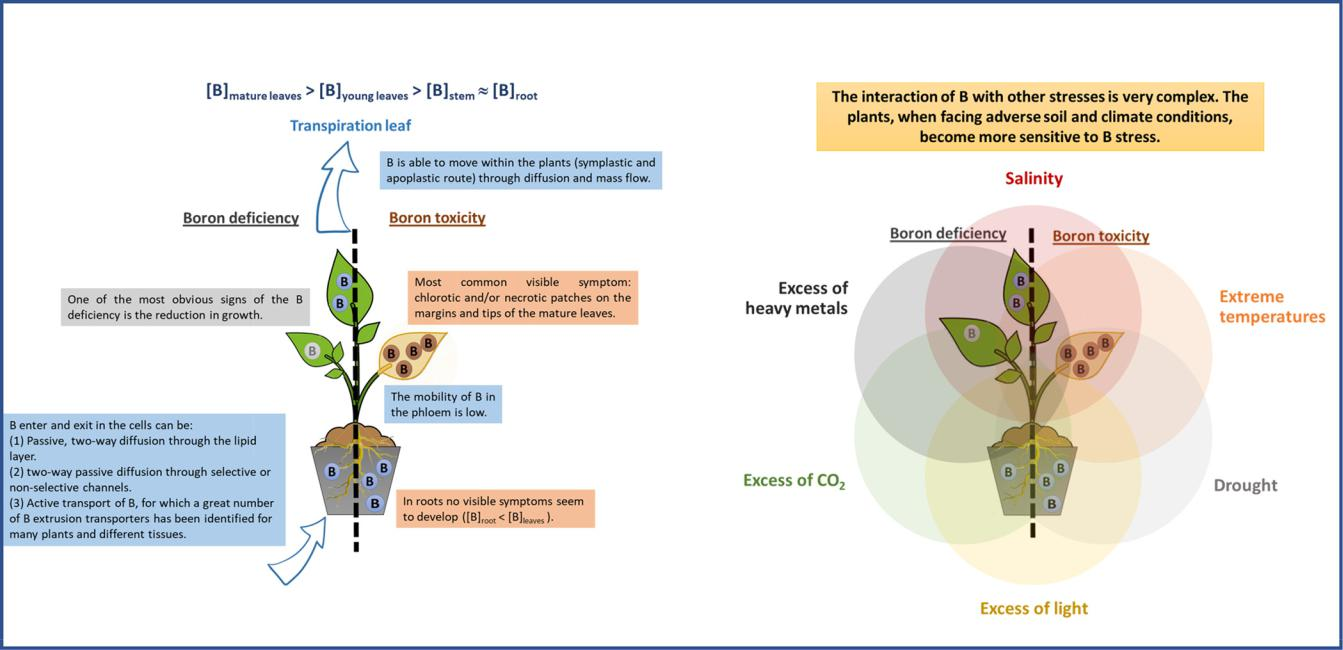 [B]mature leaves > [B]young leaves > [B]stem ≈ [B]root
Transpiration leaf
B is able to move within the plants (symplastic and
apoplastic route) through diffusion and mass flow.
Boron deficiency
Boron toxicity
One of the most obvious signs of the B
deficiency is the reduction in growth.
Most common visible symptom:
chlorotic and/or necrotic patches on the
margins and tips of the mature leaves.
B
B
B
B
B
B
B
The mobility of B in
the phloem is low.
B enter and exit in the cells can be:
(1) Passive, two-way diffusion through the lipid
layer.
(2) two-way passive diffusion through selective or
non-selective channels.
(3) Active transport of B, for which a great number
of B extrusion transporters has been identified for
many plants and different tissues.
B
B
B
B
In roots no visible symptoms seem
to develop ([B]root < [B]leaves ).
The interaction of B with other stresses is very complex. The
plants, when facing adverse soil and climate conditions,
become more sensitive to B stress.
Salinity
Boron deficiency
Boron toxicity
Excess of
heavy metals
Extreme
temperatures
B
B
B
B
B
B
B
Excess of CO2
Drought
B
B
B
B
Excess of light